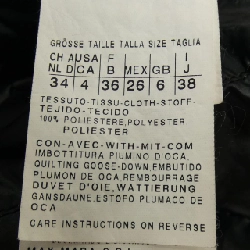 GRÖSSE TAILLE TALLA SIZE TAGLIA
CH A USA F I
NL D CA B MEX GB J
34 4 36 26 6 38
TESSUTO-TISSU-CLOTH-STOFF-
TEJIDO-TECIDO
100% POLIESTERE, POLYESTER
POLIESTER
CON-AVEC-WITH-MIT-COM
IMBOTTITURA PIUMINO D'OCA,
QUILTING GOOSE-DOWN, EMBUTIDO
PLUMON DE OCA, REMBOURRAGE
DUVET D'OIE, WATTIERUNG
GANSDAUNE, ESTOFO PLUMACO DE
OCA
CARE INSTRUCTIONS ON REVERSE